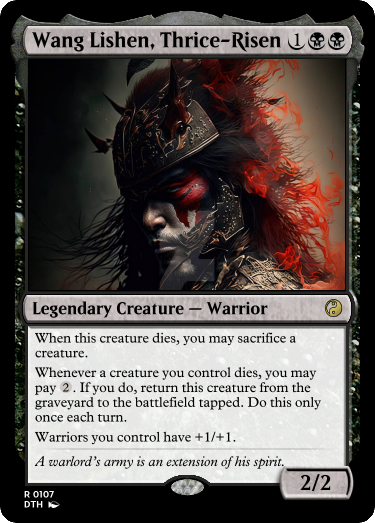 Wang Lishen, Thrice-Risen 1
Legendary Creature — Warrior
When this creature dies, you may sacrifice a
creature.
Whenever a creature you control dies, you may
pay 2. If you do, return this creature from the
graveyard to the battlefield tapped. Do this only
once each turn.
Warriors you control have +1/+1.
A warlord's army is an extension of his spirit.
2/2
R 0107
DTH